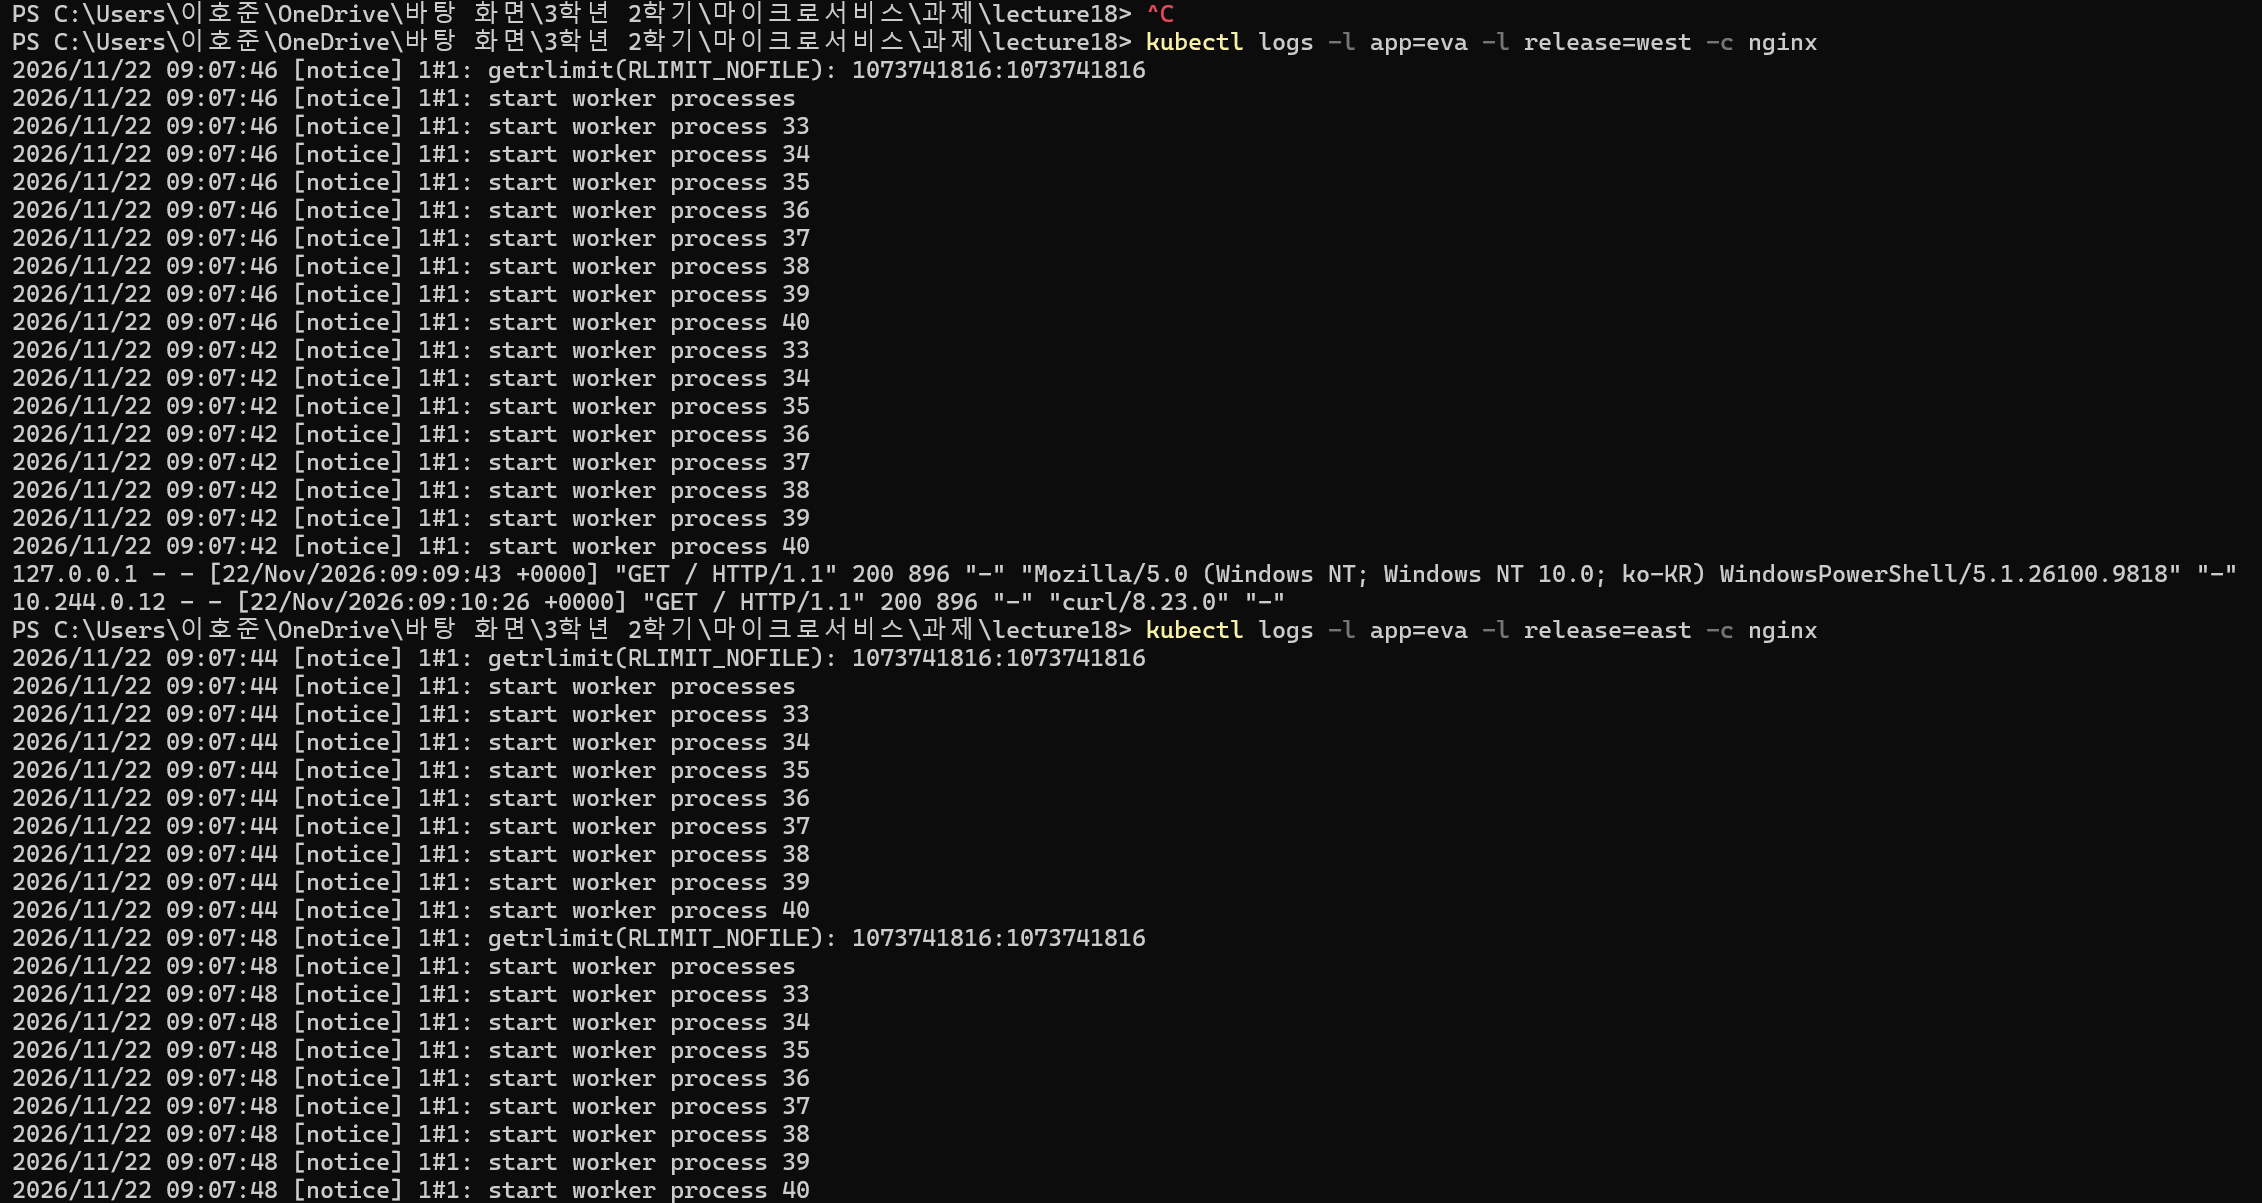 PS C:\Users\이호준\OneDrive\바탕 화면\3학년 2학기\마이크로서비스\과제\lecture18> ^C
PS C:\Users\이호준\OneDrive\바탕 화면\3학년 2학기\마이크로서비스\과제\lecture18> kubectl logs -l app=eva -l release=west -c nginx
2026/11/22 09:07:46 [notice] 1#1: getrlimit(RLIMIT_NOFILE): 1073741816:1073741816
2026/11/22 09:07:46 [notice] 1#1: start worker processes
2026/11/22 09:07:46 [notice] 1#1: start worker process 33
2026/11/22 09:07:46 [notice] 1#1: start worker process 34
2026/11/22 09:07:46 [notice] 1#1: start worker process 35
2026/11/22 09:07:46 [notice] 1#1: start worker process 36
2026/11/22 09:07:46 [notice] 1#1: start worker process 37
2026/11/22 09:07:46 [notice] 1#1: start worker process 38
2026/11/22 09:07:46 [notice] 1#1: start worker process 39
2026/11/22 09:07:46 [notice] 1#1: start worker process 40
2026/11/22 09:07:42 [notice] 1#1: start worker process 33
2026/11/22 09:07:42 [notice] 1#1: start worker process 34
2026/11/22 09:07:42 [notice] 1#1: start worker process 35
2026/11/22 09:07:42 [notice] 1#1: start worker process 36
2026/11/22 09:07:42 [notice] 1#1: start worker process 37
2026/11/22 09:07:42 [notice] 1#1: start worker process 38
2026/11/22 09:07:42 [notice] 1#1: start worker process 39
2026/11/22 09:07:42 [notice] 1#1: start worker process 40
127.0.0.1 - - [22/Nov/2026:09:09:43 +0000] "GET / HTTP/1.1" 200 896 "-" "Mozilla/5.0 (Windows NT; Windows NT 10.0; ko-KR) WindowsPowerShell/5.1.26100.9818" "-"
10.244.0.12 - - [22/Nov/2026:09:10:26 +0000] "GET / HTTP/1.1" 200 896 "-" "curl/8.23.0" "-"
PS C:\Users\이호준\OneDrive\바탕 화면\3학년 2학기\마이크로서비스\과제\lecture18> kubectl logs -l app=eva -l release=east -c nginx
2026/11/22 09:07:44 [notice] 1#1: getrlimit(RLIMIT_NOFILE): 1073741816:1073741816
2026/11/22 09:07:44 [notice] 1#1: start worker processes
2026/11/22 09:07:44 [notice] 1#1: start worker process 33
2026/11/22 09:07:44 [notice] 1#1: start worker process 34
2026/11/22 09:07:44 [notice] 1#1: start worker process 35
2026/11/22 09:07:44 [notice] 1#1: start worker process 36
2026/11/22 09:07:44 [notice] 1#1: start worker process 37
2026/11/22 09:07:44 [notice] 1#1: start worker process 38
2026/11/22 09:07:44 [notice] 1#1: start worker process 39
2026/11/22 09:07:44 [notice] 1#1: start worker process 40
2026/11/22 09:07:48 [notice] 1#1: getrlimit(RLIMIT_NOFILE): 1073741816:1073741816
2026/11/22 09:07:48 [notice] 1#1: start worker processes
2026/11/22 09:07:48 [notice] 1#1: start worker process 33
2026/11/22 09:07:48 [notice] 1#1: start worker process 34
2026/11/22 09:07:48 [notice] 1#1: start worker process 35
2026/11/22 09:07:48 [notice] 1#1: start worker process 36
2026/11/22 09:07:48 [notice] 1#1: start worker process 37
2026/11/22 09:07:48 [notice] 1#1: start worker process 38
2026/11/22 09:07:48 [notice] 1#1: start worker process 39
2026/11/22 09:07:48 [notice] 1#1: start worker process 40